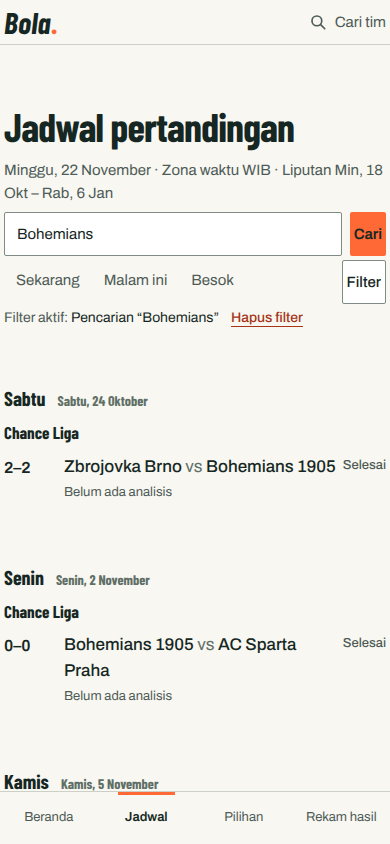 Bola.
Cari tim
Jadwal pertandingan
Minggu, 22 November · Zona waktu WIB · Liputan Min, 18
Okt – Rab, 6 Jan
Bohemians
Cari
Sekarang
Malam ini
Besok
Filter
Filter aktif: Pencarian “Bohemians” Hapus filter
Sabtu Sabtu, 24 Oktober
Chance Liga
2–2 Zbrojovka Brno vs Bohemians 1905 Selesai
Belum ada analisis
Senin Senin, 2 November
Chance Liga
0–0 Bohemians 1905 vs AC Sparta Selesai
Praha
Belum ada analisis
Kamis Kamis, 5 November
Beranda
Jadwal
Pilihan
Rekam hasil